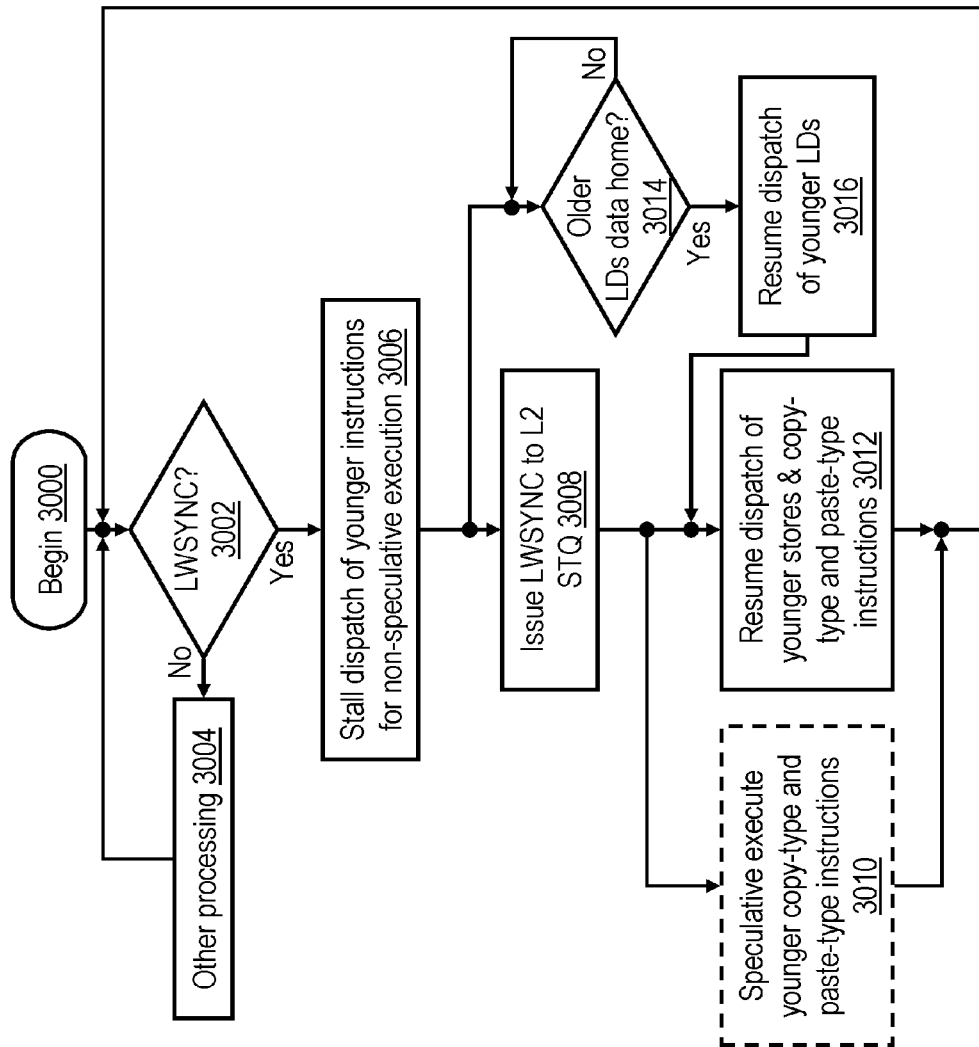 Begin 3000
LWSYNC?
3002
No
Yes
Other processing 3004
Stall dispatch of younger instructions
for non-speculative execution 3006
Issue LWSYNC to L2
STQ 3008
Older
LDs data home?
3014
No
Yes
Resume dispatch
of younger LDs
3016
Speculative execute
younger copy-type and
paste-type instructions
3010
Resume dispatch of
younger stores & copy-
type and paste-type
instructions 3012